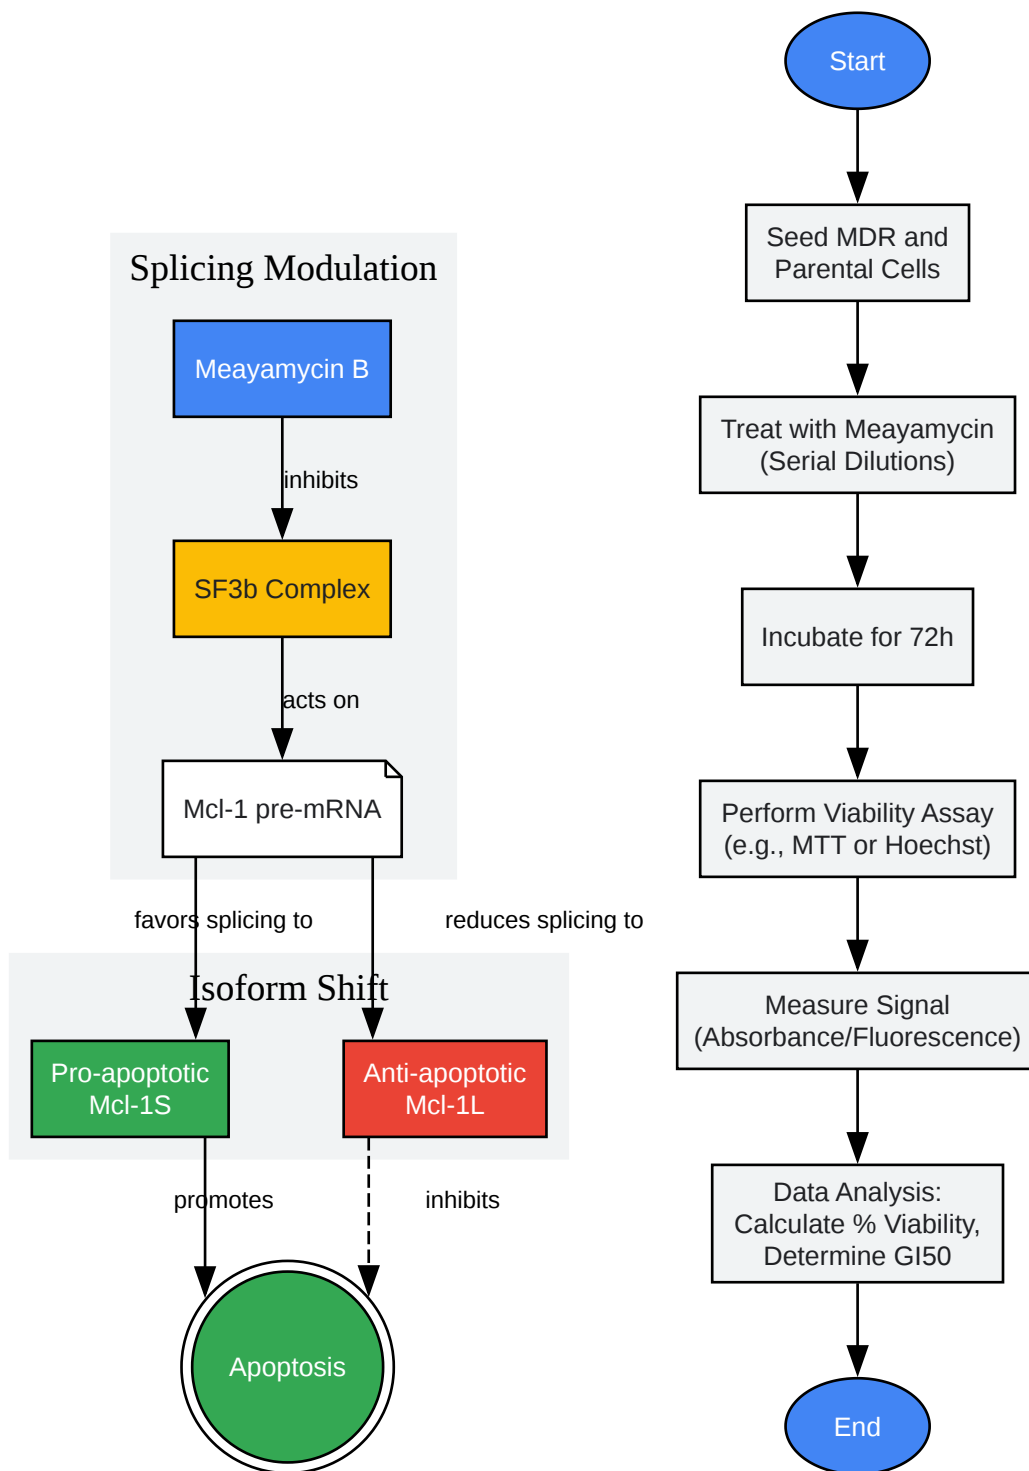 Splicing Modulation
Meayamycin B
inhibits
SF3b Complex
acts on
Mcl-1 pre-mRNA
favors splicing to
reduces splicing to
Isoform Shift
Pro-apoptotic
Mcl-1S
Anti-apoptotic
Mcl-1L
promotes
inhibits
Apoptosis
Start
Seed MDR and
Parental Cells
Treat with Meayamycin
(Serial Dilutions)
Incubate for 72h
Perform Viability Assay
(e.g., MTT or Hoechst)
Measure Signal
(Absorbance/Fluorescence)
Data Analysis:
Calculate % Viability,
Determine GI50
End